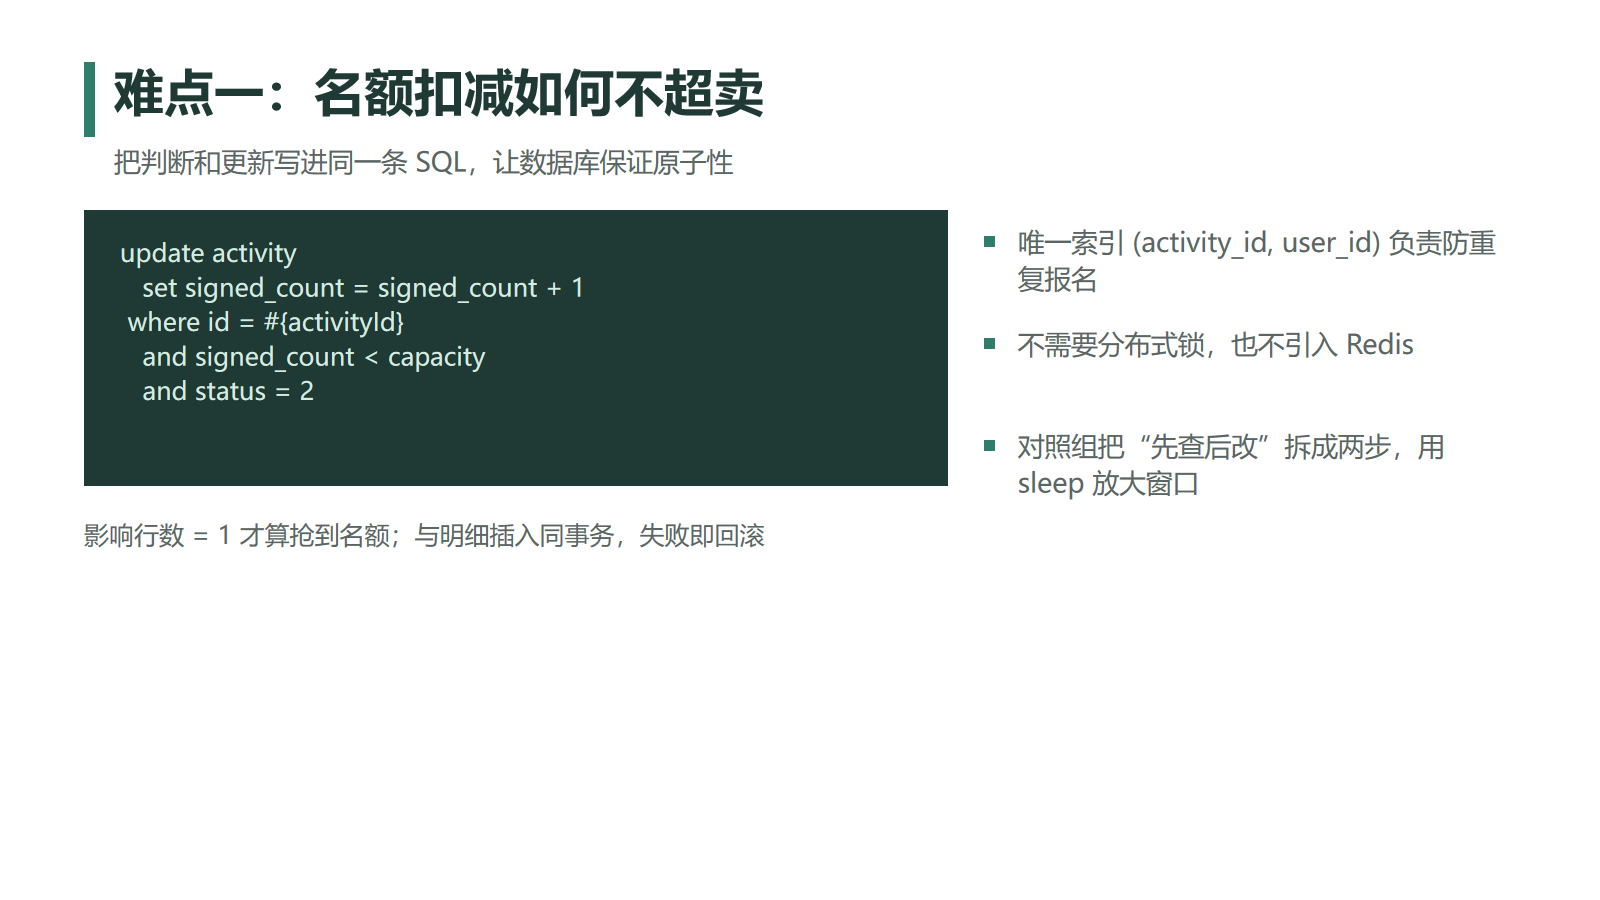 难点一：名额扣减如何不超卖
把判断和更新写进同一条 SQL，让数据库保证原子性
update activity
set signed_count = signed_count + 1
where id = #{activityId}
and signed_count < capacity
and status = 2
影响行数 = 1 才算抢到名额；与明细插入同事务，失败即回滚
唯一索引 (activity_id, user_id) 负责防重
复报名
不需要分布式锁，也不引入 Redis
对照组把“先查后改”拆成两步，用
sleep 放大窗口